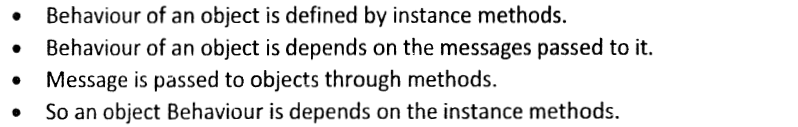 • Behaviour of an object is defined by instance methods.
• Behaviour of an object is depends on the messages passed to it.
• Message is passed to objects through methods.
• So an object Behaviour is depends on the instance methods.